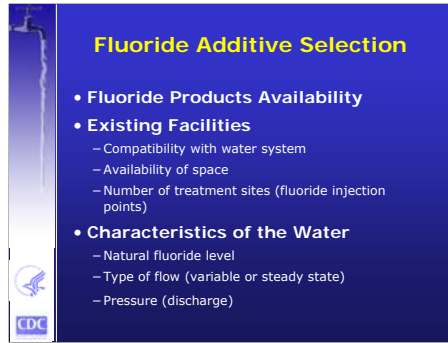 Fluoride Additive Selection
• Fluoride Products Availability
• Existing Facilities
–Compatibility with water system
–Availability of space
–Number of treatment sites (fluoride injection
points)
• Characteristics of the Water
–Natural fluoride level
–Type of flow (variable or steady state)
–Pressure (discharge)
CDC